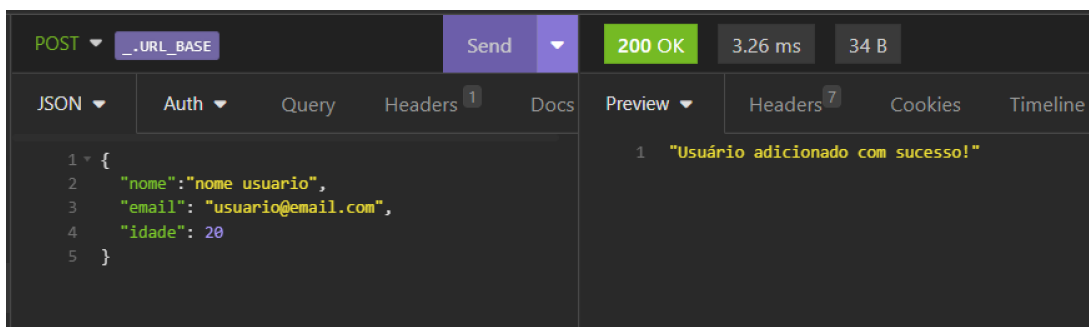 POST _.URL_BASE Send 200 OK 3.26 ms 34 B
JSON Auth Query Headers 1 Docs Preview Headers 7 Cookies Timeline
1 {
2 "nome":"nome usuario",
3 "email": "usuario@email.com",
4 "idade": 20
5 }
1 "Usuário adicionado com sucesso!"